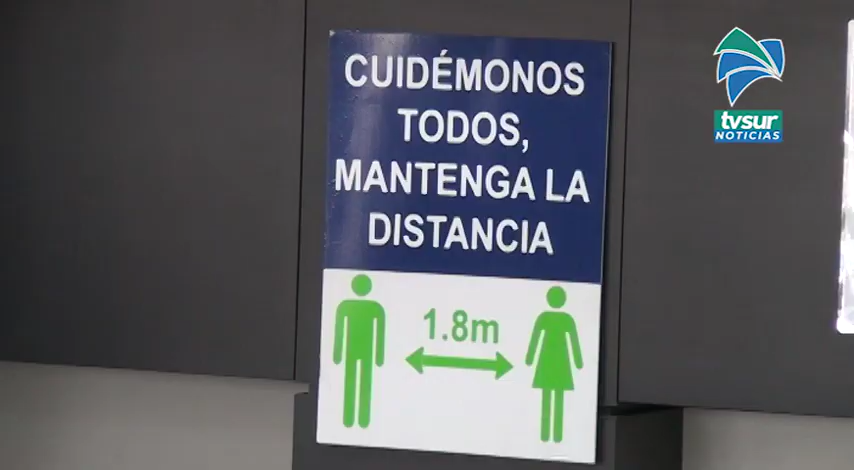 CUIDÉMONOS
TODOS,
MANTENGA LA
DISTANCIA
1.8m
tvsur
NOTICIAS